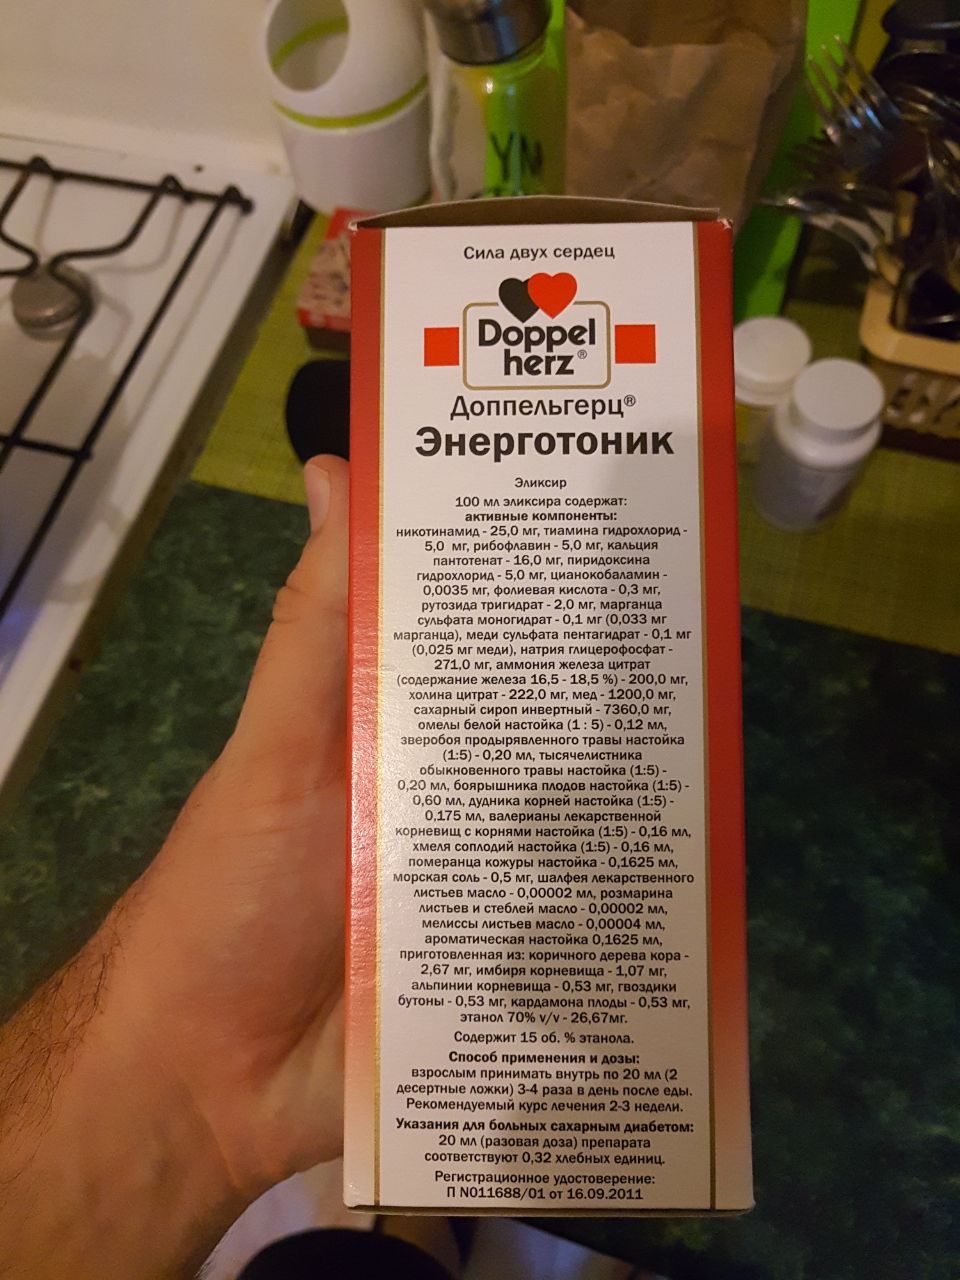 YN
Сила двух сердец
Doppel
herz®
Доппельгерц®
Энерготоник
Эликсир
100 мл эликсира содержат:
активные компоненты:
никотинамид - 25,0 мг, тиамина гидрохлорид -
5,0 мг, рибофлавин - 5,0 мг, кальция
пантотенат - 16,0 мг, пиридоксина
гидрохлорид - 5,0 мг, цианокобаламин -
0,0035 мг, фолиевая кислота - 0,3 мг,
рутозида тригидрат - 2,0 мг, марганца
сульфата моногидрат - 0,1 мг (0,033 мг
марганца), меди сульфата пентагидрат - 0,1 мг
(0,025 мг меди), натрия глицерофосфат -
271,0 мг, аммония железа цитрат
(содержание железа 16,5 - 18,5 %) - 200,0 мг,
холина цитрат - 222,0 мг, мед - 1200,0 мг,
сахарный сироп инвертный - 7360,0 мг,
омелы белой настойка (1 : 5) - 0,12 мл,
зверобоя продырявленного травы настойка
(1:5) - 0,20 мл, тысячелистника
обыкновенного травы настойка (1:5) -
0,20 мл, боярышника плодов настойка (1:5) -
0,60 мл, дудника корней настойка (1:5) -
0,175 мл, валерианы лекарственной
корневищ с корнями настойка (1:5) - 0,16 мл,
хмеля соплодий настойка (1:5) - 0,16 мл,
померанца кожуры настойка - 0,1625 мл,
морская соль - 0,5 мг, шалфея лекарственного
листьев масло - 0,00002 мл, розмарина
листьев и стеблей масло - 0,00002 мл,
мелиссы листьев масло - 0,00004 мл,
ароматическая настойка 0,1625 мл,
приготовленная из: коричного дерева кора -
2,67 мг, имбиря корневища - 1,07 мг,
альпинии корневища - 0,53 мг, гвоздики
бутоны - 0,53 мг, кардамона плоды - 0,53 мг,
этанол 70% v/v - 26,67мг.
Содержит 15 об. % этанола.
Способ применения и дозы:
взрослым принимать внутрь по 20 мл (2
десертные ложки) 3-4 раза в день после еды.
Рекомендуемый курс лечения 2-3 недели.
Указания для больных сахарным диабетом:
20 мл (разовая доза) препарата
соответствуют 0,32 хлебных единиц.
Регистрационное удостоверение:
П N011688/01 от 16.09.2011